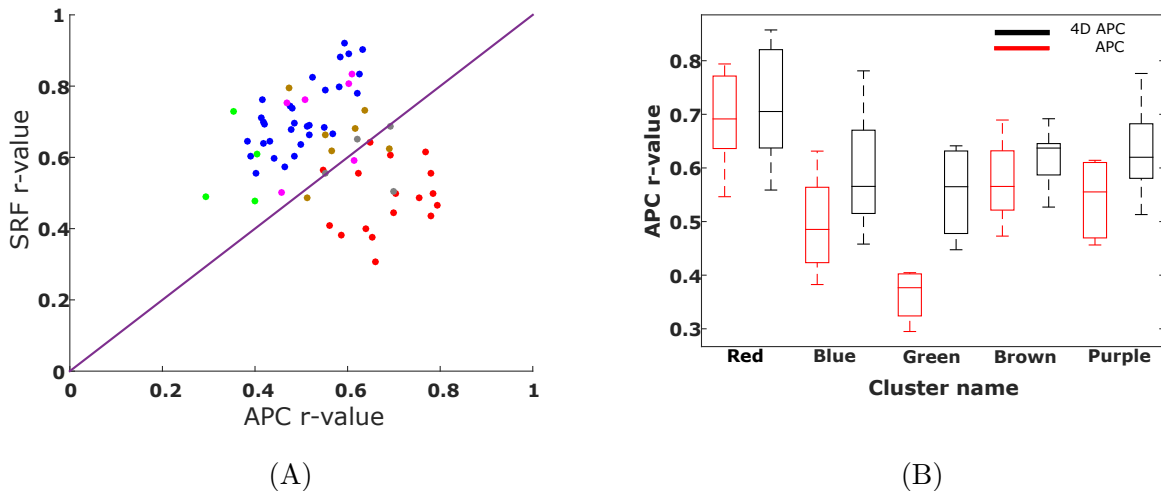 1
0.8
0.6
0.4
0.2
0
0
0.2
0.4
0.6
0.8
1
SRF r-value
APC r-value
(A)
4D APC
APC
0.8
0.7
0.6
0.5
0.4
0.3
APC r-value
Red Blue Green Brown Purple
Cluster name
(B)